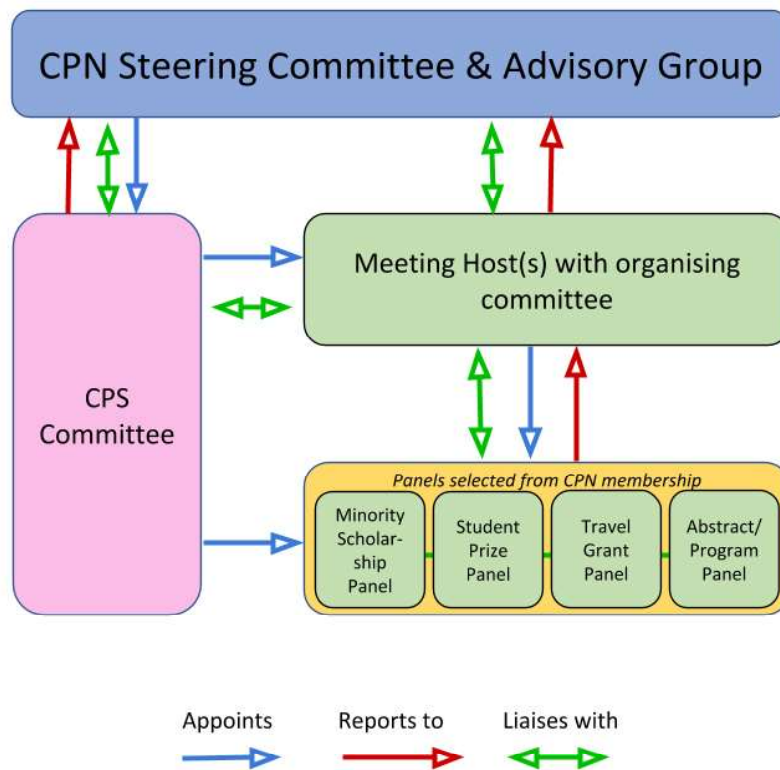 CPN Steering Committee & Advisory Group
Meeting Host(s) with organising
committee
CPS
Committee
Panels selected from CPN membership
Minority
Scholar-
ship
Panel
Student
Prize
Panel
Travel
Grant
Panel
Abstract/
Program
Panel
Appoints
Reports to
Liaises with